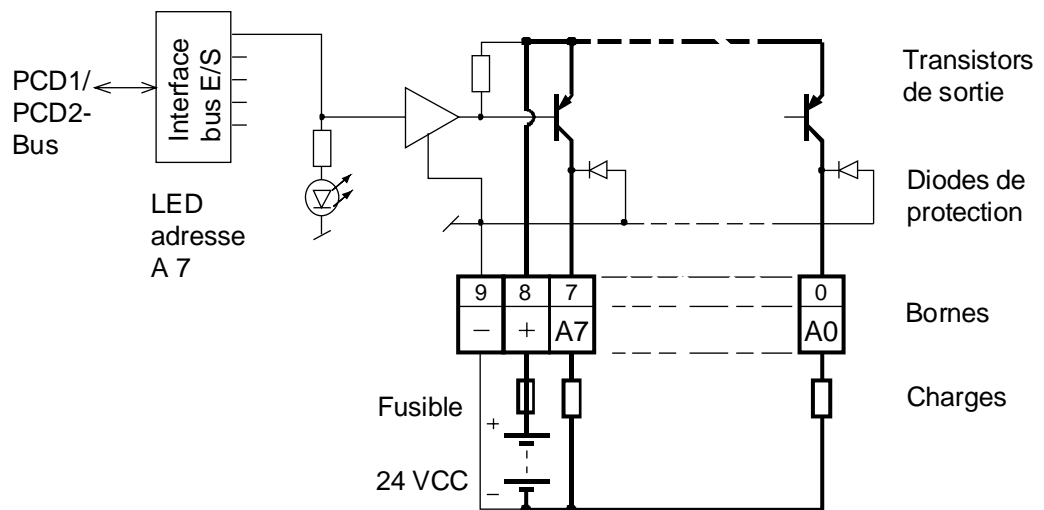 PCD1/
PCD2-
Bus
Interface
bus E/S
LED
adresse
A 7
Transistors
de sortie
Diodes de
protection
9 8 7 0
– + A7 A0
Bornes
Fusible
Charges
+
24 VCC
–